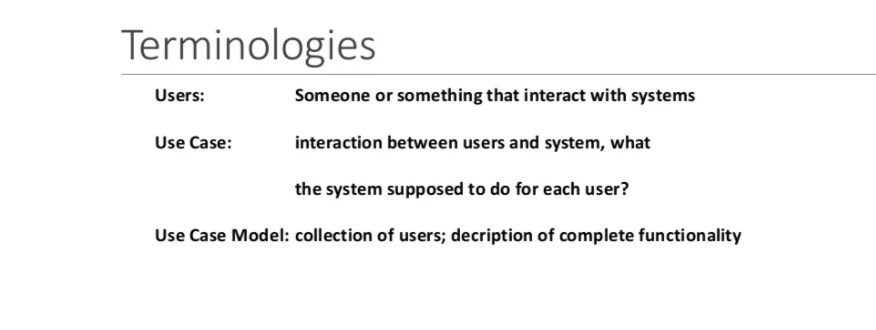 Terminologies
Users: Someone or something that interact with systems
Use Case: interaction between users and system, what
the system supposed to do for each user?
Use Case Model: collection of users; decription of complete functionality